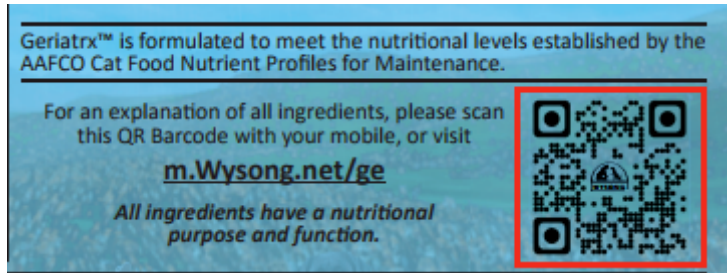 Geriatrx™ is formulated to meet the nutritional levels established by the
AAFCO Cat Food Nutrient Profiles for Maintenance.
For an explanation of all ingredients, please scan
this QR Barcode with your mobile, or visit
m.Wysong.net/ge
All ingredients have a nutritional
purpose and function.